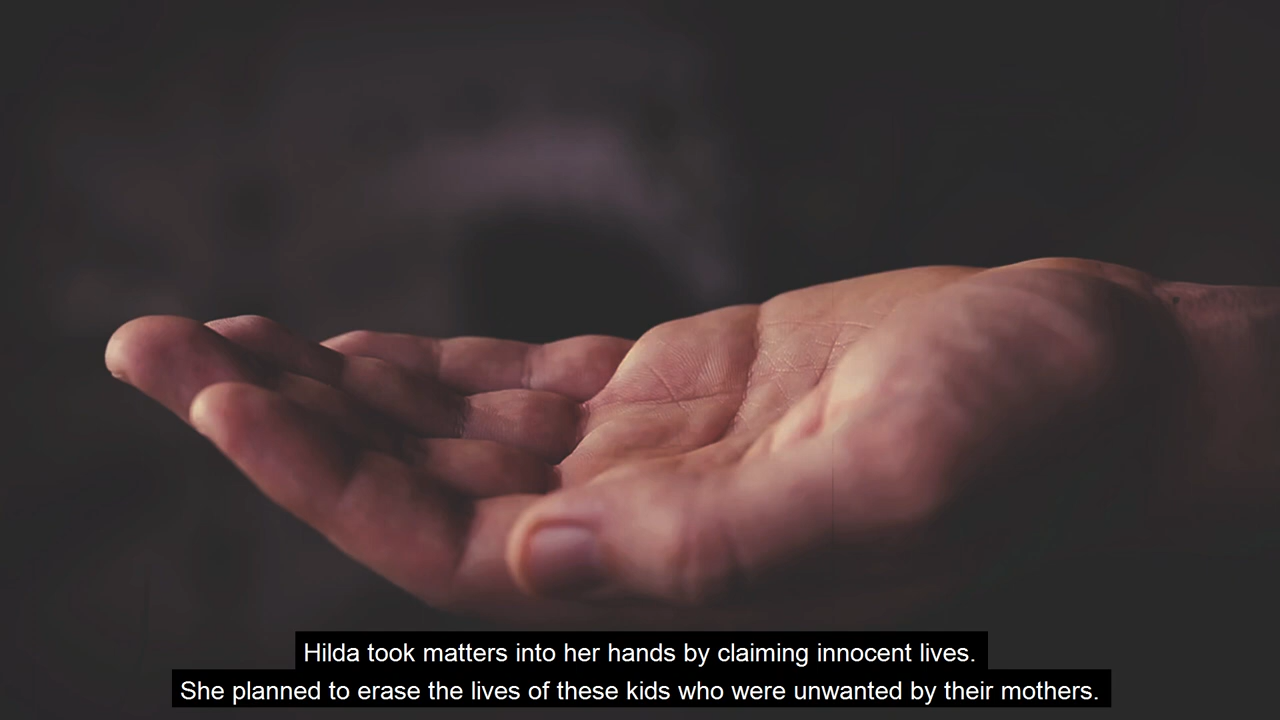 Hilda took matters into her hands by claiming innocent lives.
She planned to erase the lives of these kids who were unwanted by their mothers.